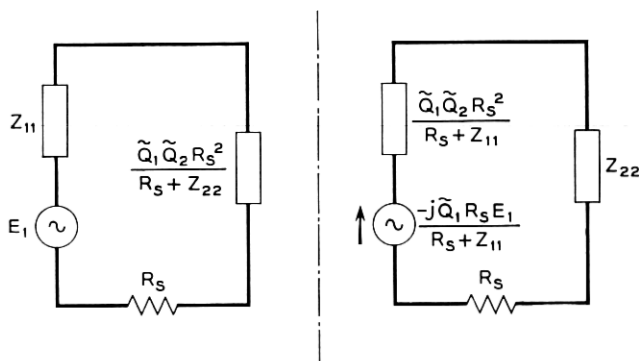 Z₁₁
Q̃₁Q̃₂Rₛ²
Rₛ + Z₂₂
E₁
Rₛ
Q̃₁Q̃₂Rₛ²
Rₛ + Z₁₁
Z₂₂
-jQ̃₁RₛE₁
Rₛ + Z₁₁
Rₛ